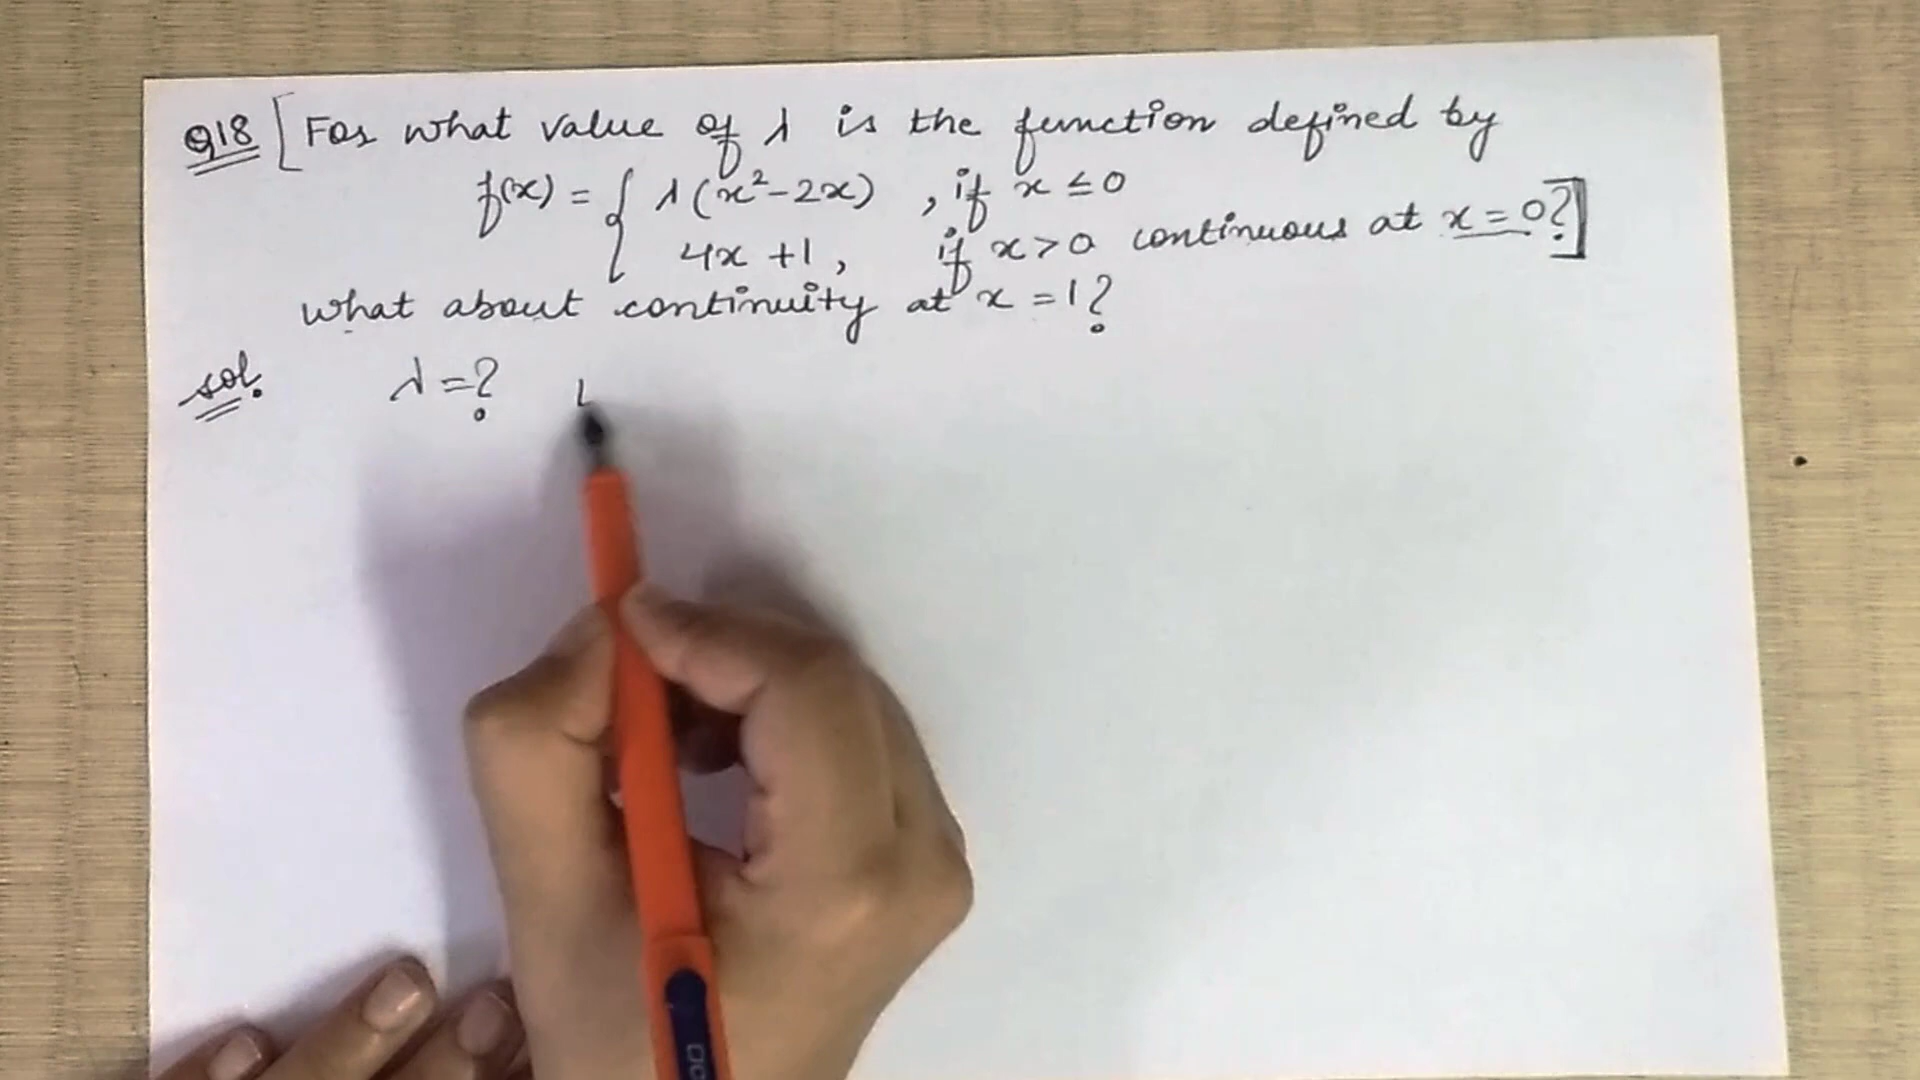 Q18 [For what value of λ is the function defined by
f(x) = { λ(x²-2x) , if x ≤ 0
4x +1 , if x > 0 continuous at x = 0?]
what about continuity at x = 1?
sol. λ = ? L